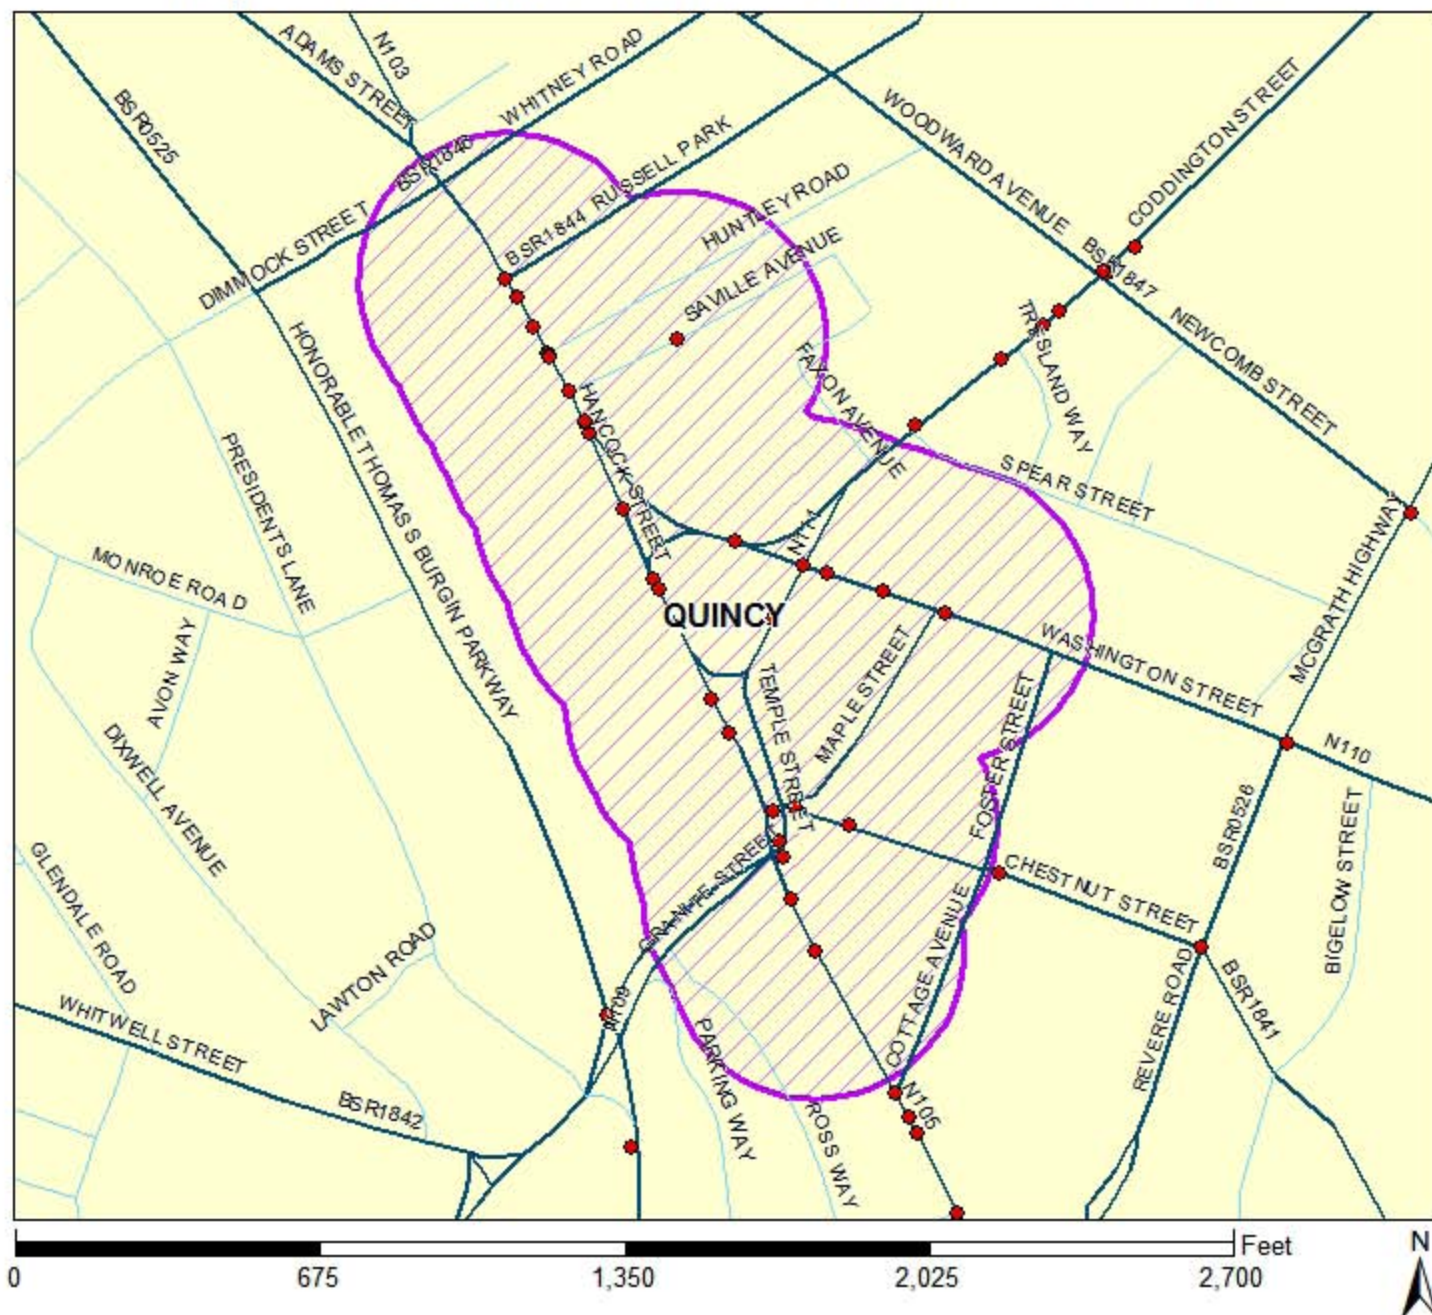 ADAMS STREET
N103
WHITNEY ROAD
BSR0525
BSR1846
RUSSELL PARK
BSR1844
DIMMOCK STREET
HUNTLEY ROAD
SAVILLE AVENUE
WOODWARD AVENUE
CODDINGTON STREET
BSR1847
NEWCOMB STREET
TRESLAND WAY
FAXON AVENUE
SPEAR STREET
HONORABLE THOMAS S BURGIN PARKWAY
HANCOCK STREET
PRESIDENTS LANE
MONROE ROAD
AVON WAY
DIXWELL AVENUE
N111
QUINCY
MCGRATH HIGHWAY
WASHINGTON STREET
N110
TEMPLE STREET
MAPLE STREET
FOSTER STREET
BSR0526
BIGELOW STREET
GLENDALE ROAD
GRANITE STREET
CHESTNUT STREET
COTTAGE AVENUE
LAWTON ROAD
WHITWELL STREET
N109
PARKING WAY
BSR1841
REVERE ROAD
BSR1842
ROSS WAY
N105
0 675 1,350 2,025 2,700 Feet
N